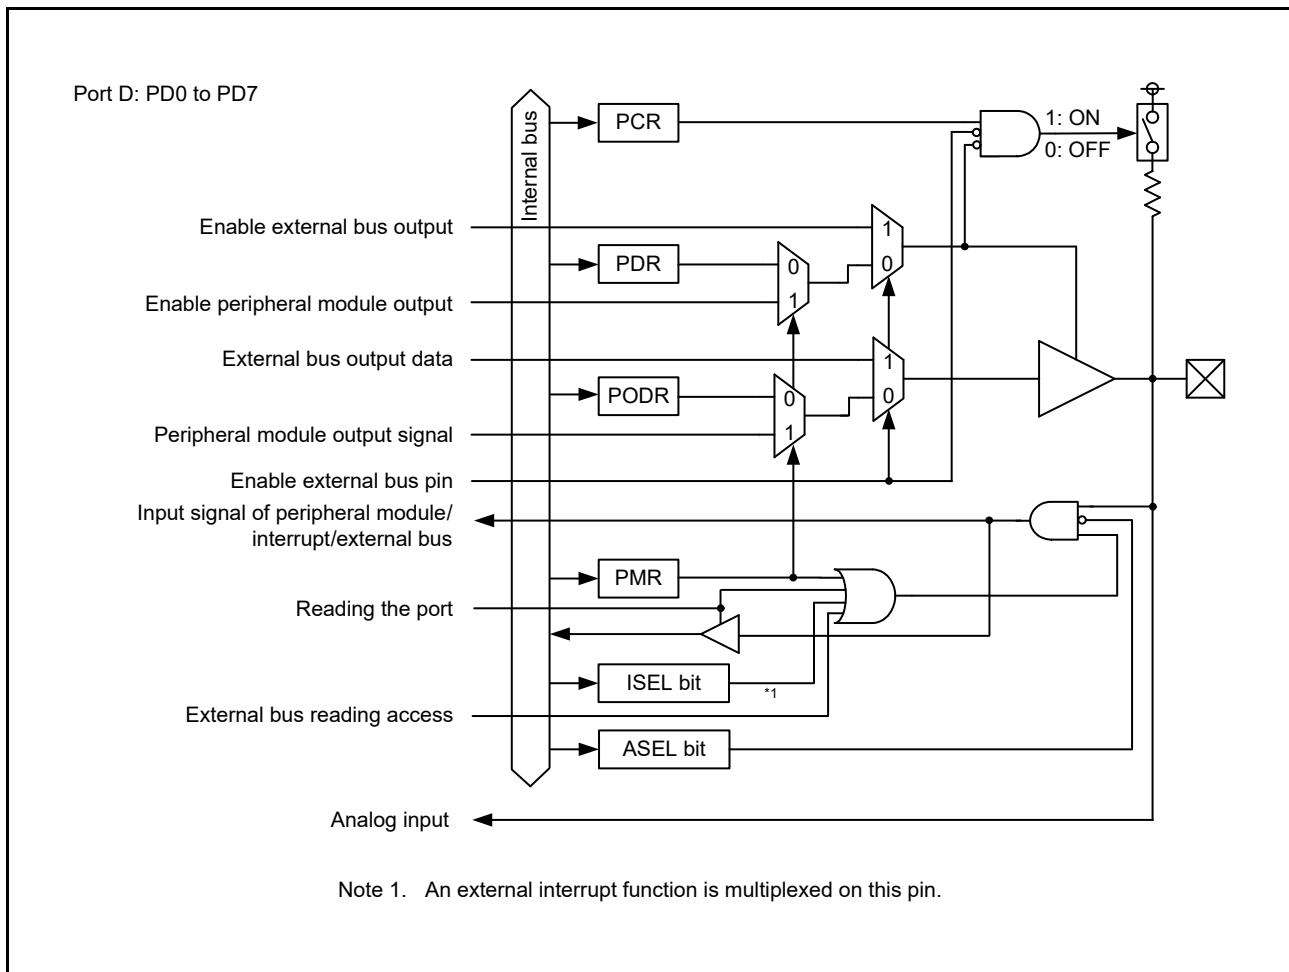 Port D: PD0 to PD7
Internal bus
PCR
1: ON
0: OFF
Enable external bus output
1
PDR
0
0
Enable peripheral module output
1
External bus output data
1
PODR
0
0
Peripheral module output signal
1
Enable external bus pin
Input signal of peripheral module/
interrupt/external bus
PMR
Reading the port
ISEL bit
*1
External bus reading access
ASEL bit
Analog input
Note 1. An external interrupt function is multiplexed on this pin.